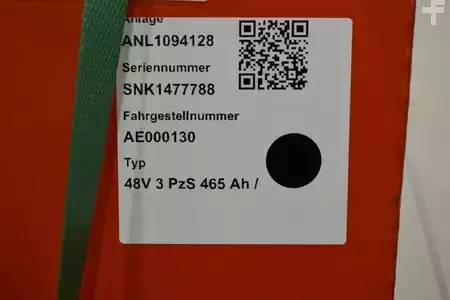 Anlage
ANL1094128
Seriennummer
SNK1477788
Fahrgestellnummer
AE000130
Typ
48V 3 PzS 465 Ah /